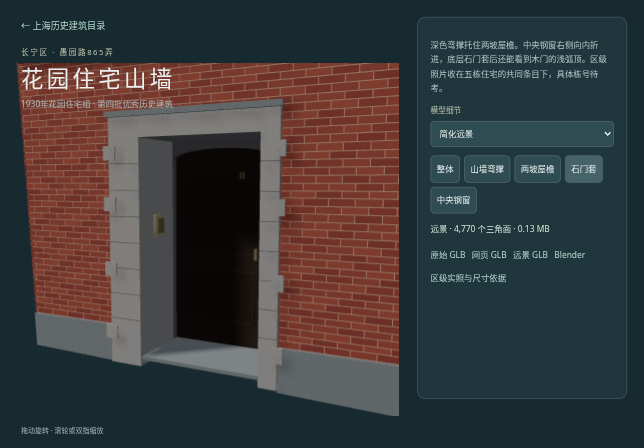 ← 上海历史建筑目录
长宁区 · 愚园路865弄
花园住宅山墙
1930年花园住宅组 · 第四批优秀历史建筑
深色弯撑托住两坡屋檐。中央钢窗右侧向内折
进，底层石门套后还能看到木门的浅弧顶。区级
照片收在五栋住宅的共同条目下，具体栋号待
考。
模型细节
简化远景
整体 山墙弯撑 两坡屋檐 石门套
中央钢窗
远景 · 4,770 个三角面 · 0.13 MB
原始 GLB 网页 GLB 远景 GLB Blender
区级实照与尺寸依据
拖动旋转 · 滚轮或双指缩放